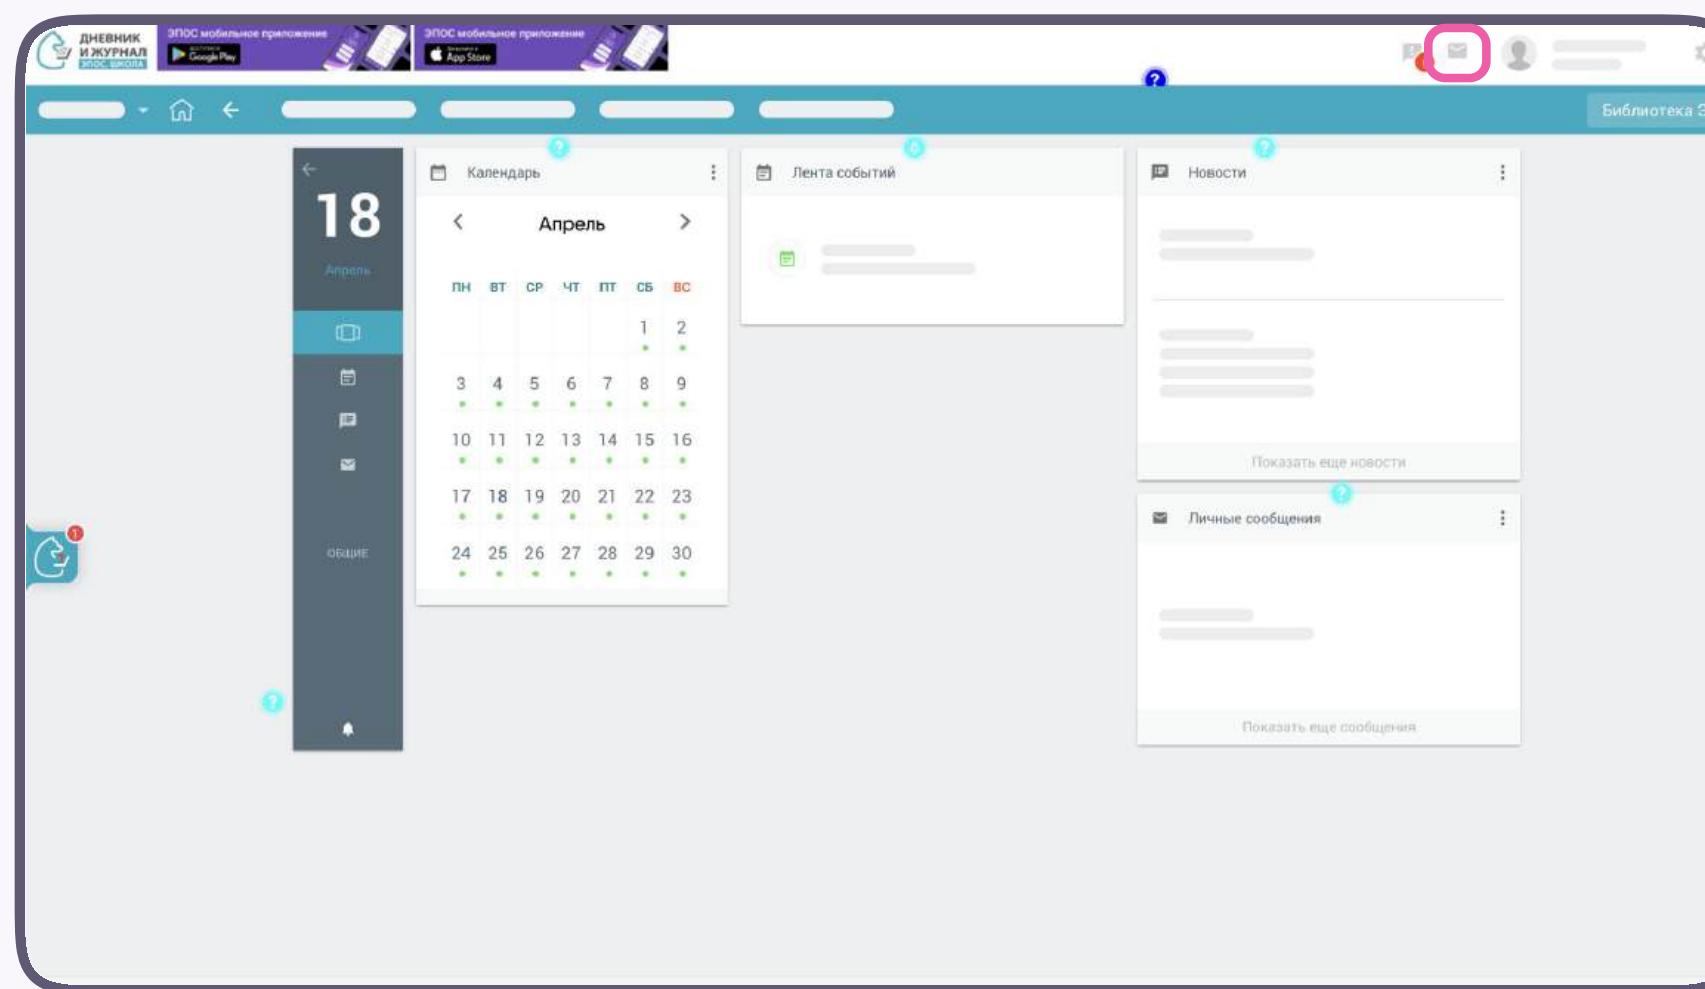 ДНЕВНИК
И ЖУРНАЛ
ЭПОС.ШКОЛА
ЭПОС мобильное приложение
Google Play
ЭПОС мобильное приложение
App Store
?
Библиотека Э
18
Апрель
ОБЩИЕ
?
1
?
Календарь
Апрель
ПН ВТ СР ЧТ ПТ СБ ВС
1 2
3 4 5 6 7 8 9
10 11 12 13 14 15 16
17 18 19 20 21 22 23
24 25 26 27 28 29 30
Лента событий
?
Новости
Показать еще новости
?
Личные сообщения
Показать еще сообщения